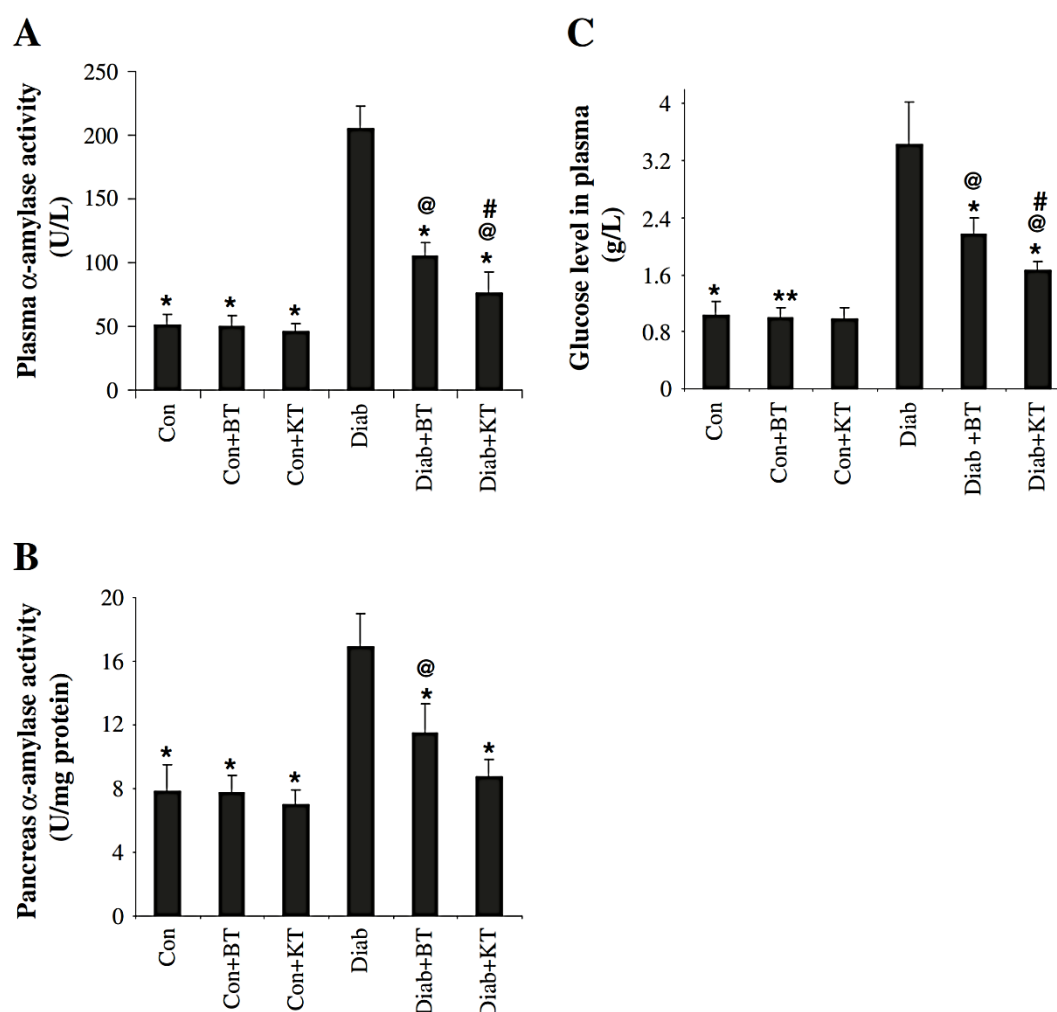 A
Plasma α-amylase activity
(U/L)
250
200
150
100
50
0
*
*
*
@
*
#
@
*
Con
Con+BT
Con+KT
Diab
Diab+BT
Diab+KT
C
Glucose level in plasma
(g/L)
4
3.2
2.4
1.6
0.8
0
*
**
@
*
#
@
*
Con
Con+BT
Con+KT
Diab
Diab +BT
Diab+KT
B
Pancreas α-amylase activity
(U/mg protein)
20
16
12
8
4
0
*
*
*
@
*
*
Con
Con+BT
Con+KT
Diab
Diab+BT
Diab+KT